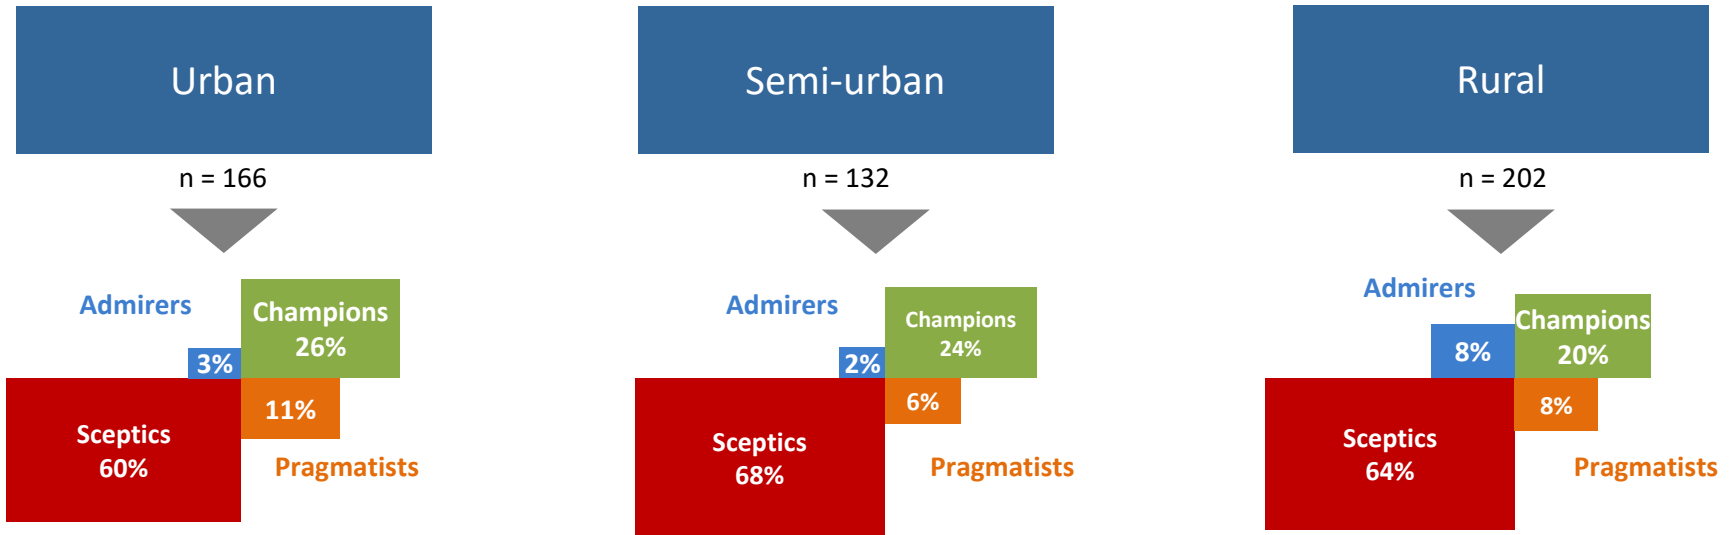 Urban
n = 166
Admirers
Champions
26%
3%
11%
Sceptics
60%
Pragmatists
Semi-urban
n = 132
Admirers
Champions
24%
2%
6%
Sceptics
68%
Pragmatists
Rural
n = 202
Admirers
Champions
20%
8%
8%
Sceptics
64%
Pragmatists